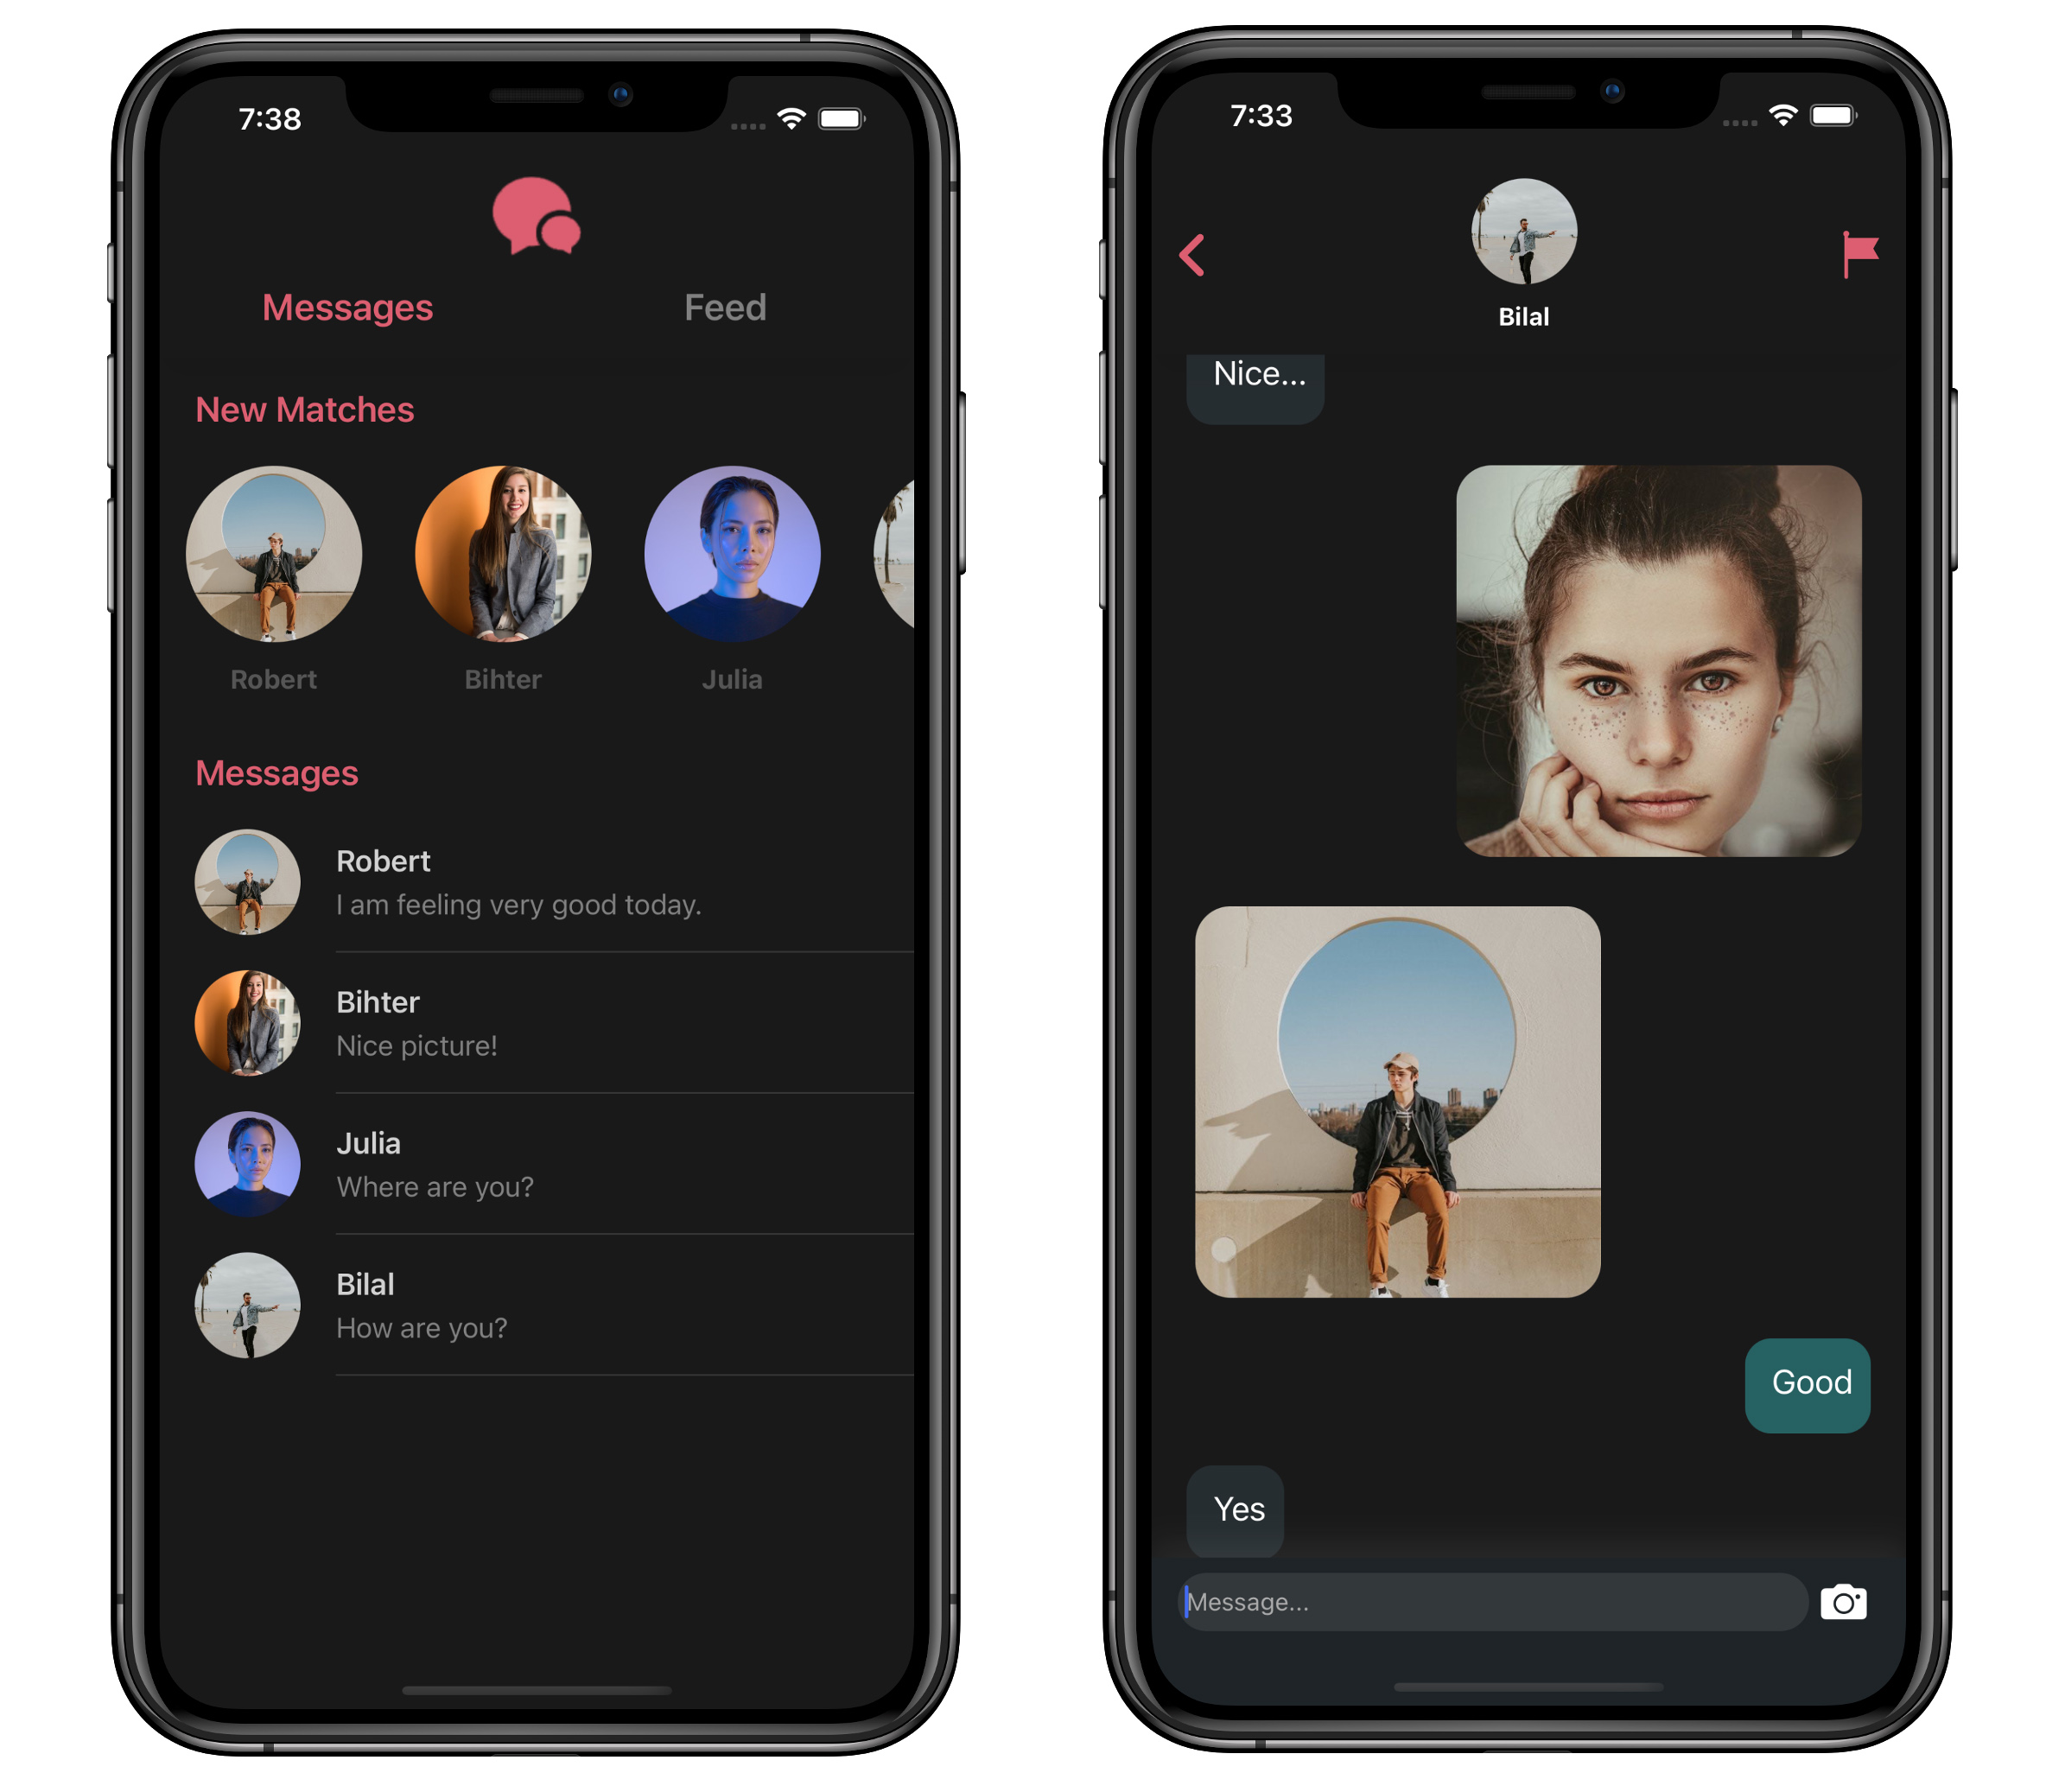 7:38
Messages Feed
New Matches
Robert Bihter Julia
Messages
Robert
I am feeling very good today.
Bihter
Nice picture!
Julia
Where are you?
Bilal
How are you?
7:33
Bilal
Nice...
Good
Yes
Message...